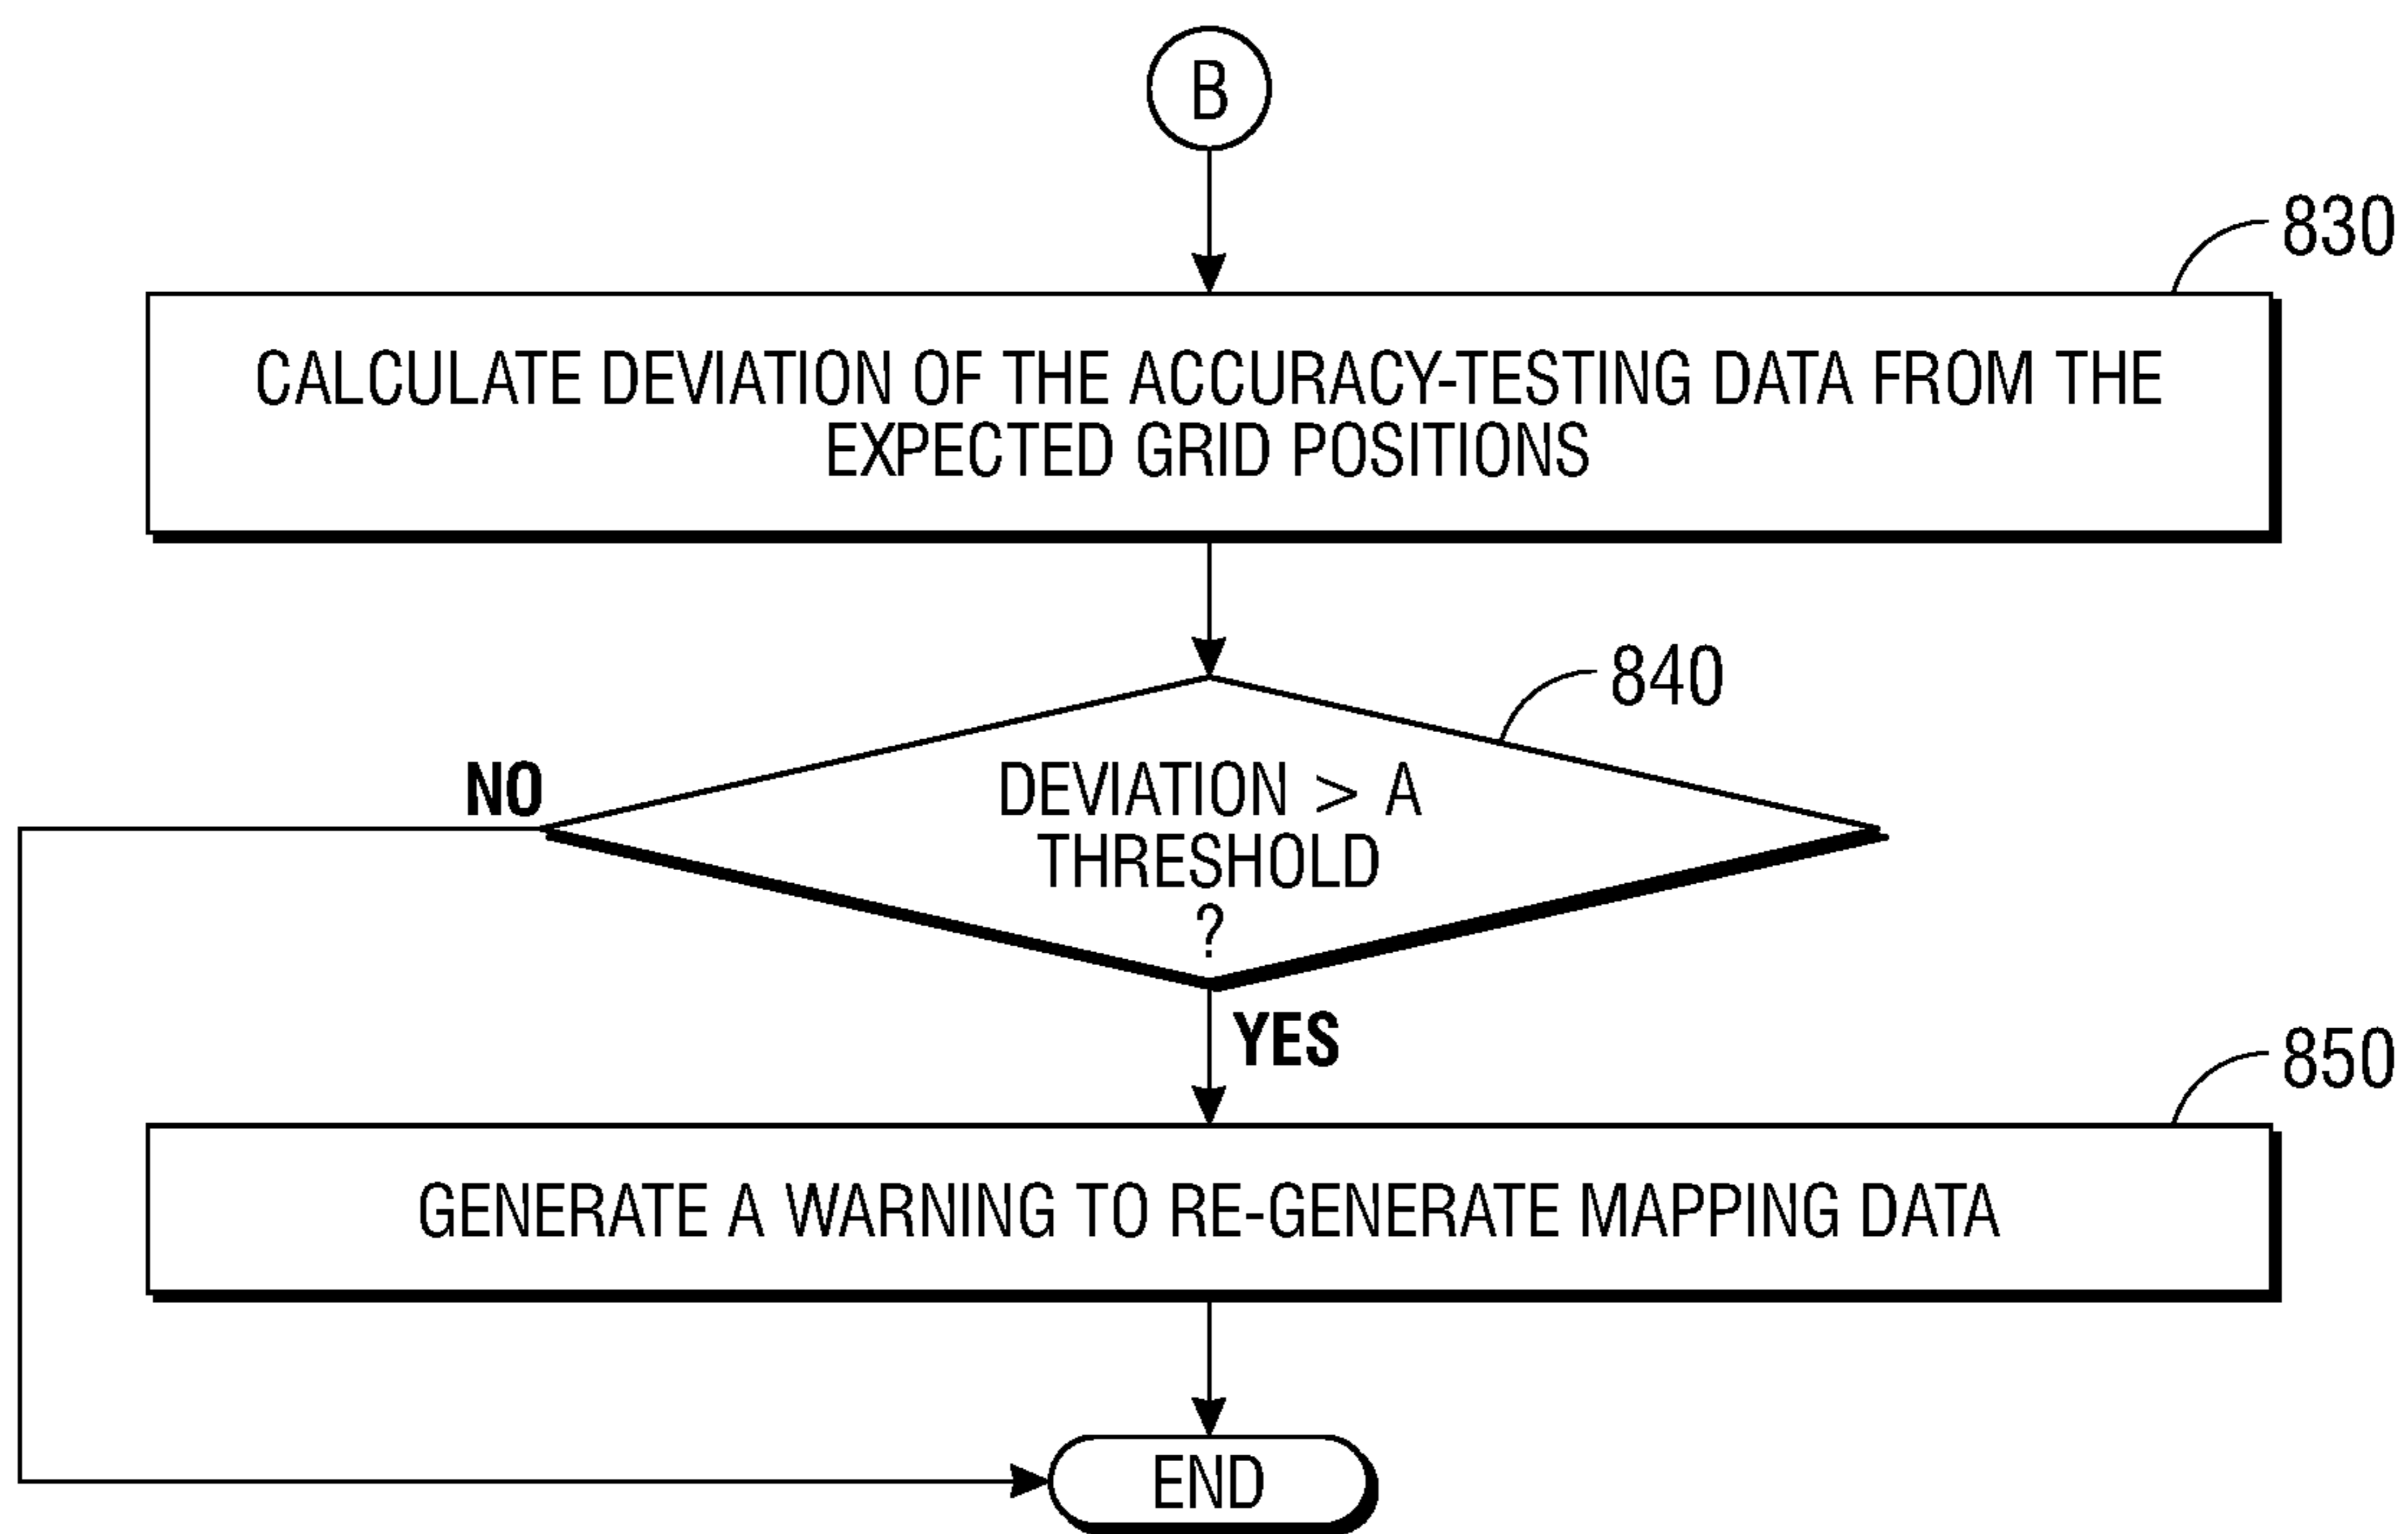 B
830
CALCULATE DEVIATION OF THE ACCURACY-TESTING DATA FROM THE
EXPECTED GRID POSITIONS
840
NO
DEVIATION > A
THRESHOLD
?
YES
850
GENERATE A WARNING TO RE-GENERATE MAPPING DATA
END